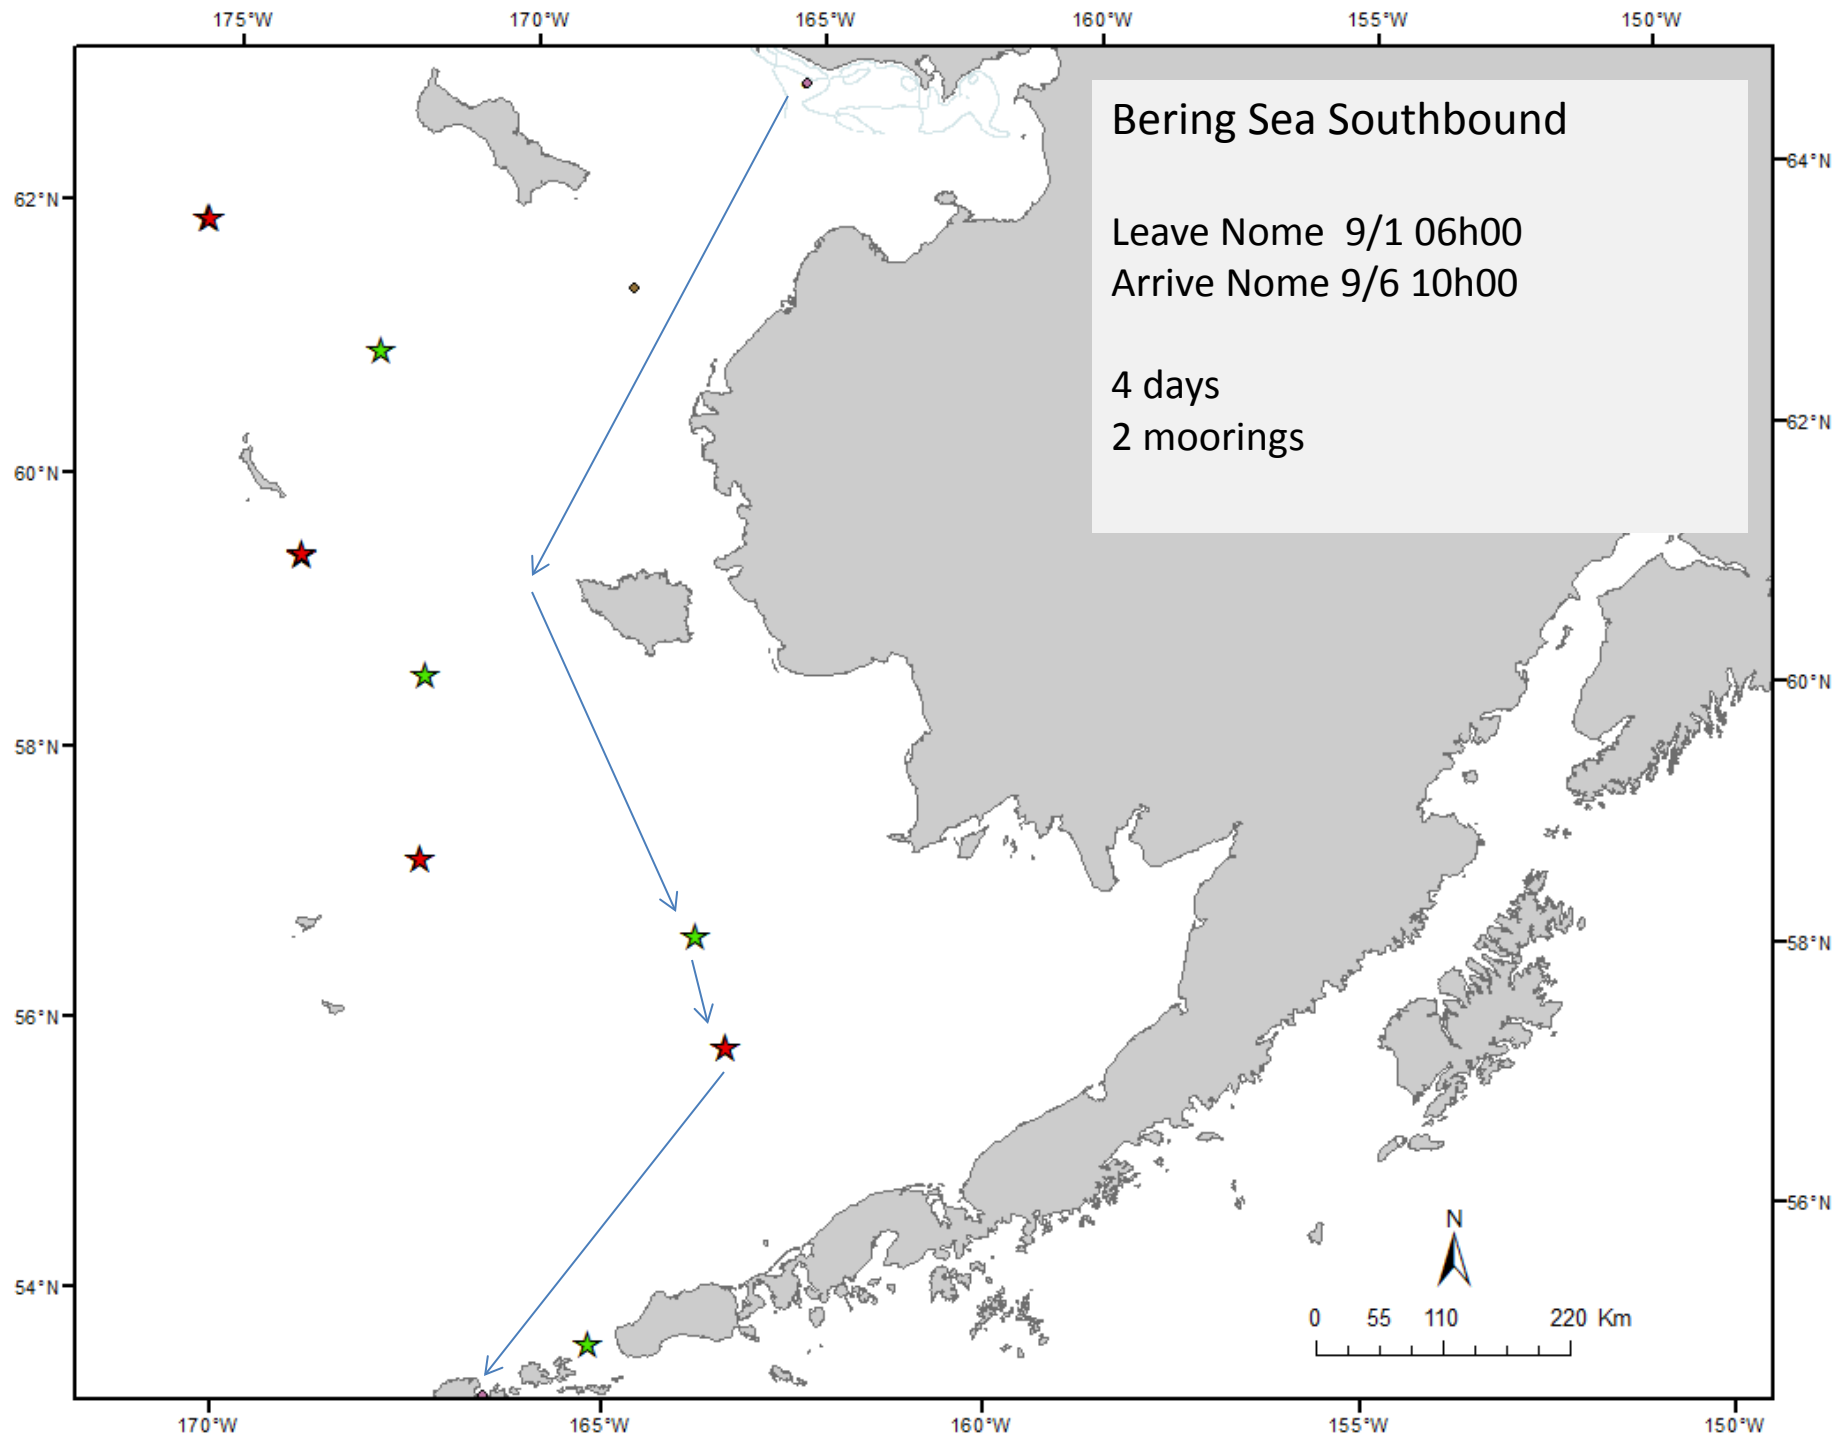 175°W 170°W 165°W 160°W 155°W 150°W
Bering Sea Southbound
64°N
62°N
Leave Nome 9/1 06h00
Arrive Nome 9/6 10h00
4 days
62°N
2 moorings
60°N
60°N
58°N
58°N
56°N
56°N
N
54°N
0 55 110 220 Km
170°W 165°W 160°W 155°W 150°W